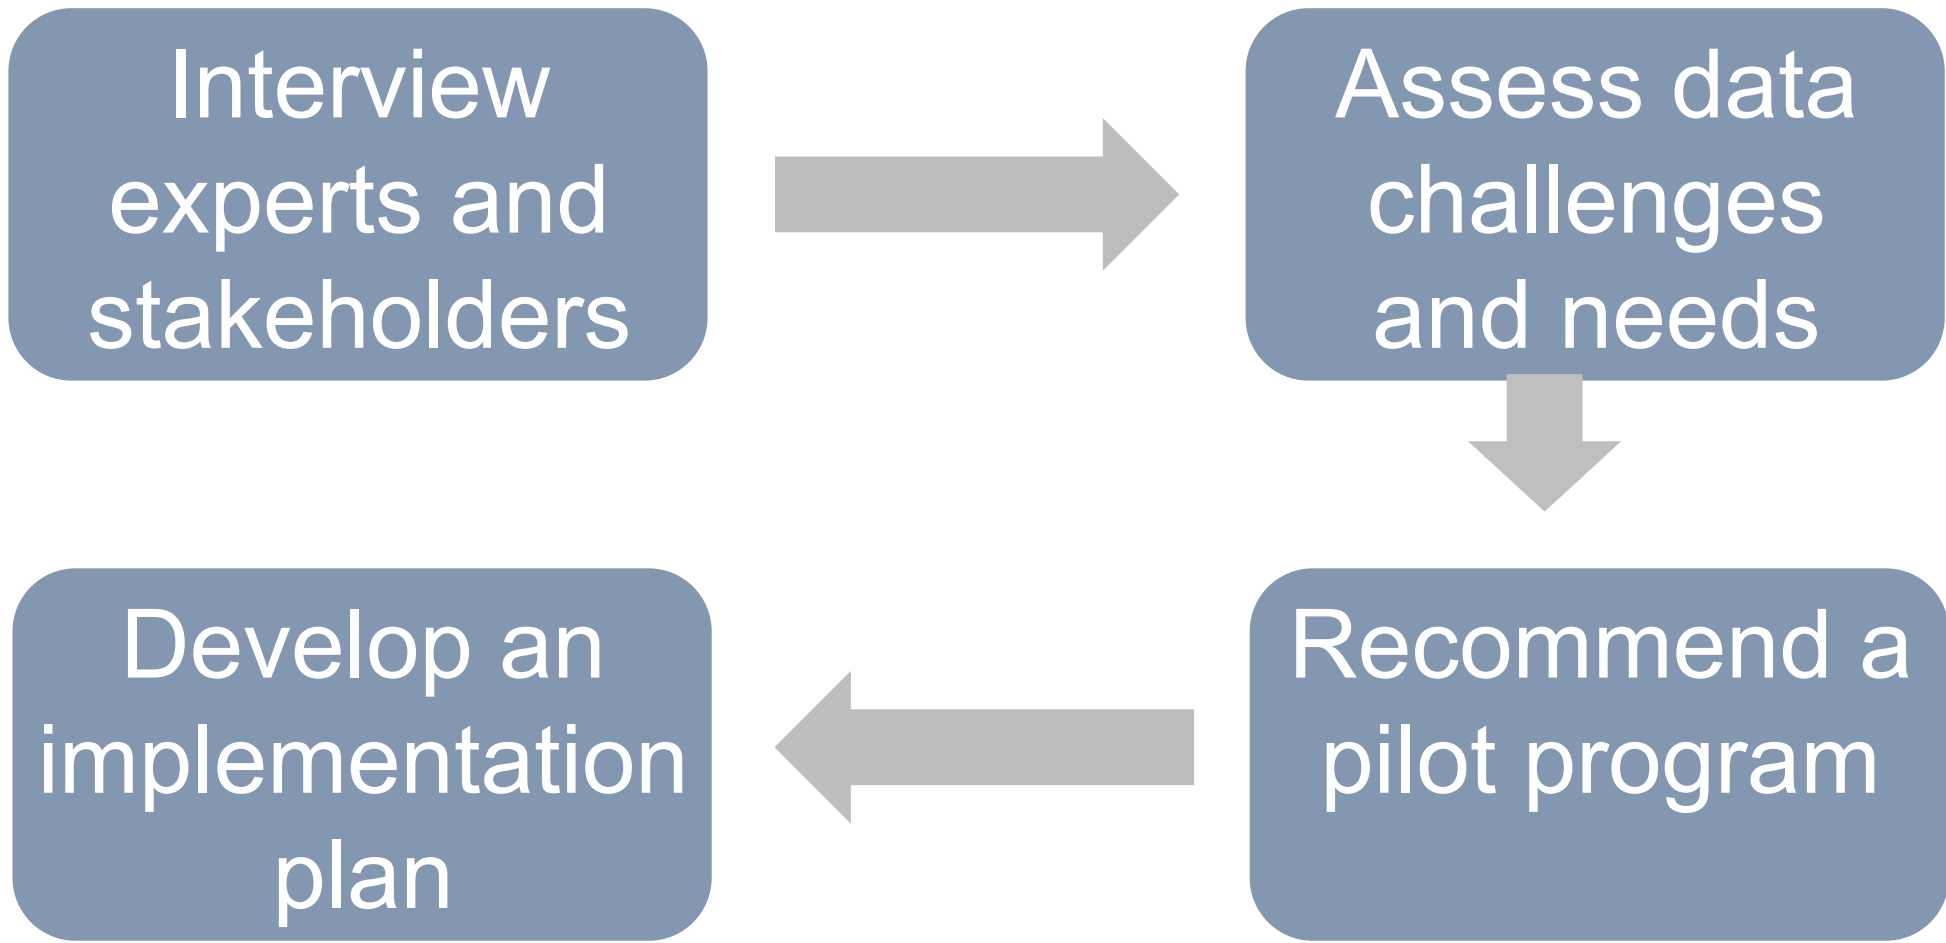 Interview
experts and
stakeholders
Assess data
challenges
and needs
Recommend a
pilot program
Develop an
implementation
plan